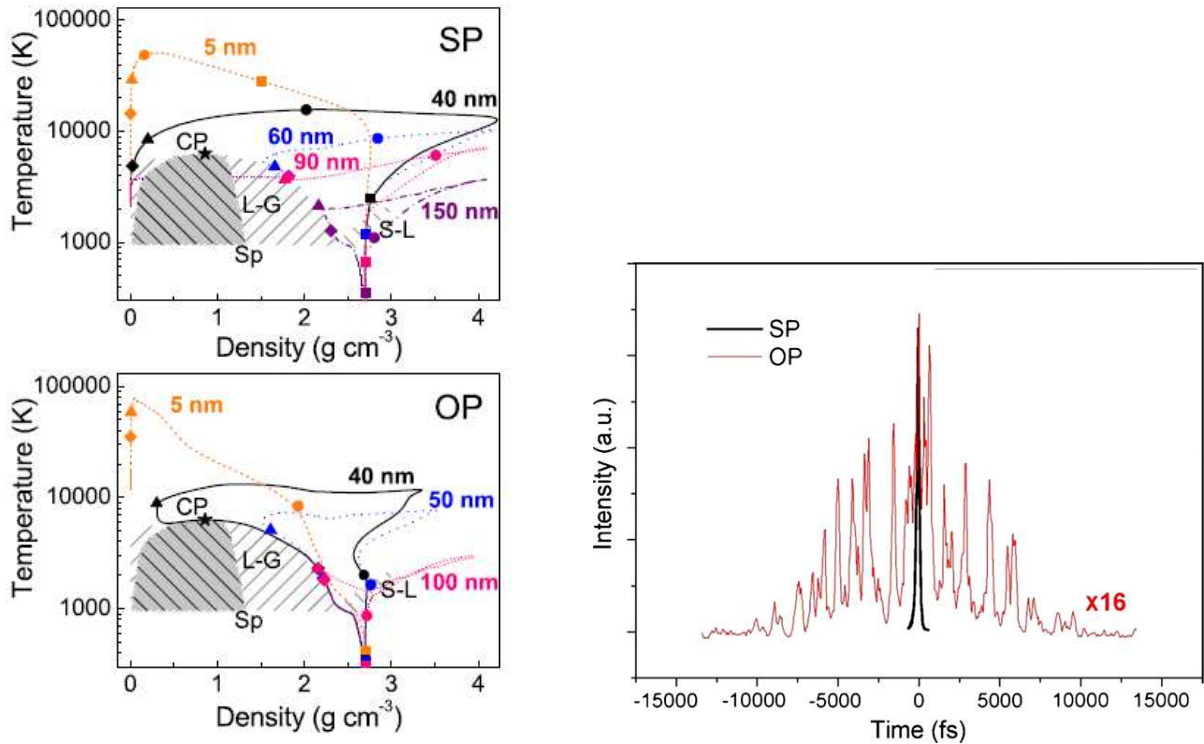 SP
100000
10000
1000
Temperature (K)
5 nm
40 nm
CP
60 nm
90 nm
L-G
150 nm
S-L
Sp
0 1 2 3 4
Density (g cm⁻³)
OP
100000
10000
1000
Temperature (K)
5 nm
40 nm
CP
50 nm
L-G
100 nm
S-L
Sp
0 1 2 3 4
Density (g cm⁻³)
SP
OP
Intensity (a.u.)
x16
-15000 -10000 -5000 0 5000 10000 15000
Time (fs)